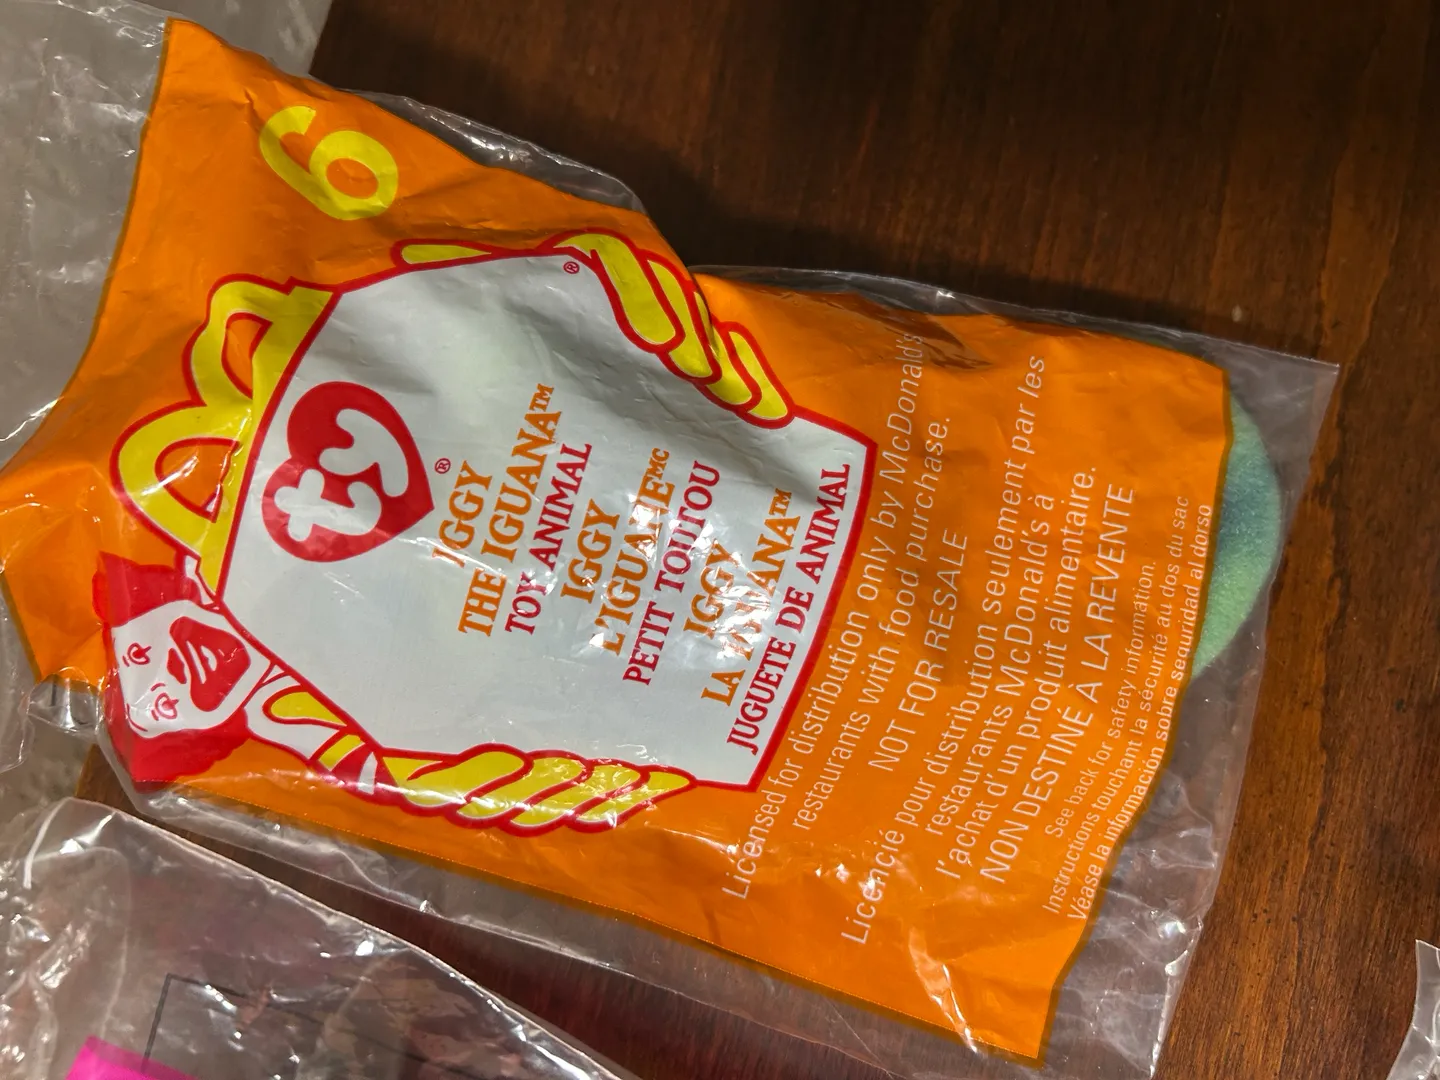 6
®
ty®
IGGY
THE IGUANA™
TOY ANIMAL
IGGY
L'IGUANEᴹᶜ
PETIT TOUTOU
IGGY
LA IGUANA™
JUGUETE DE ANIMAL
Licensed for distribution only by McDonald's
restaurants with food purchase.
NOT FOR RESALE
Licencié pour distribution seulement par les
restaurants McDonald's à
l'achat d'un produit alimentaire.
NON DESTINÉ A LA REVENTE
See back for safety information.
Instructions touchant la sécurité au dos du sac
Véase la información sobre sequridad al dorso